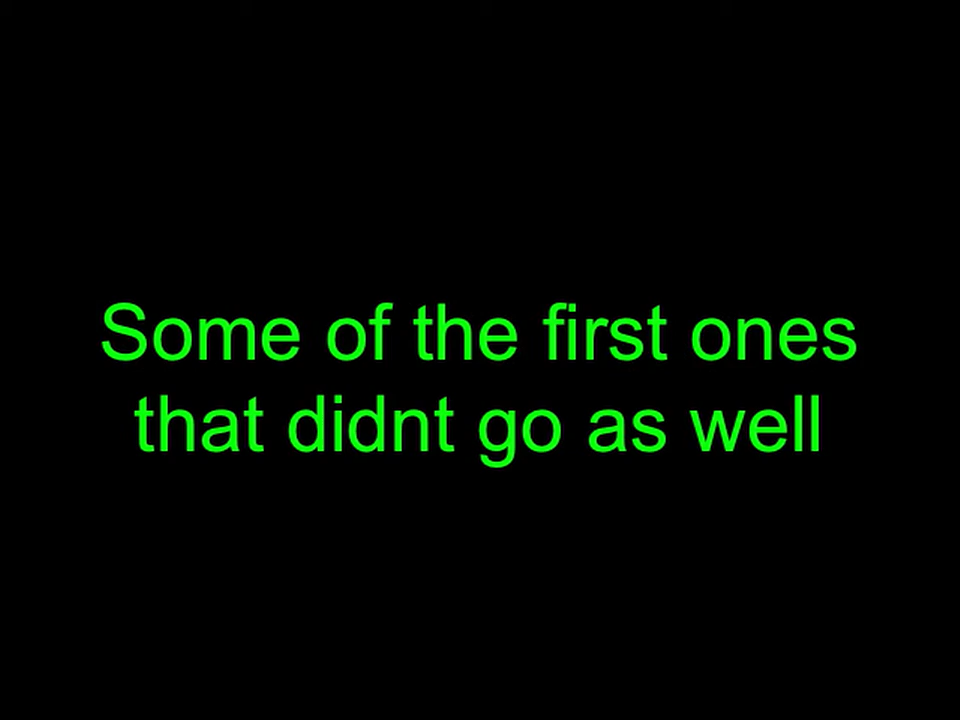 Some of the first ones
that didnt go as well